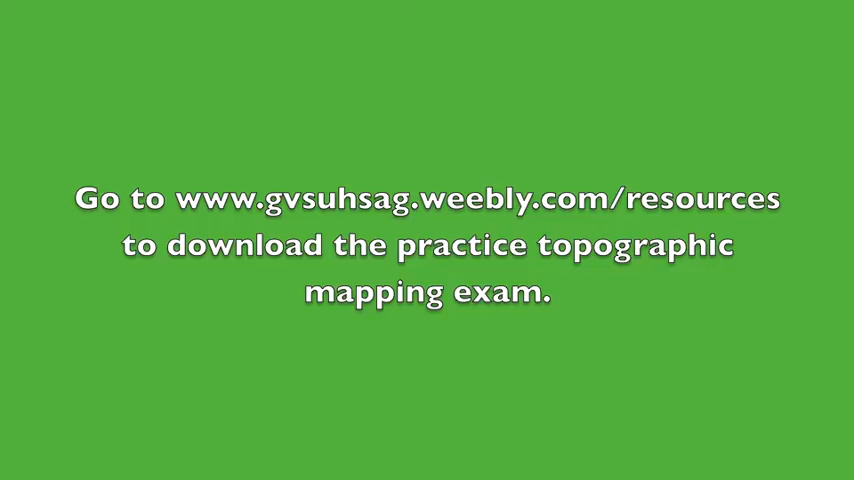 Go to www.gvsuhsag.weebly.com/resources
to download the practice topographic
mapping exam.